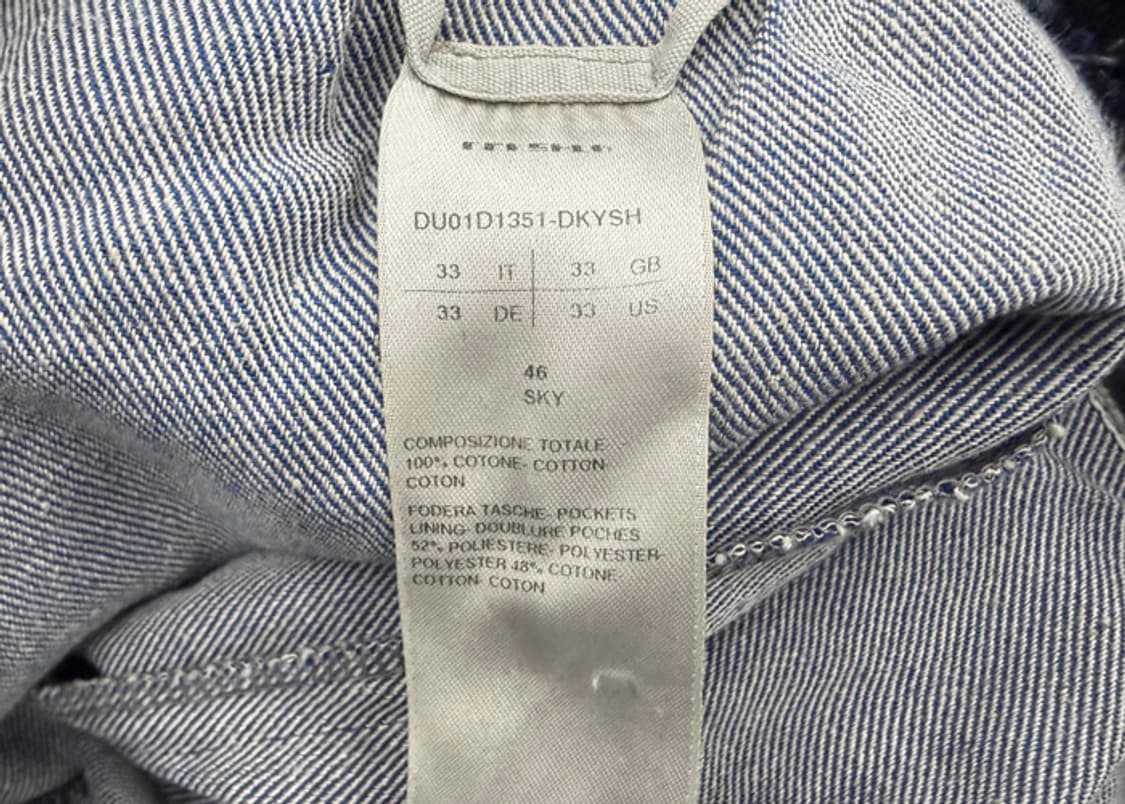 DU01D1351-DKYSH
33 IT 33 GB
33 DE 33 US
46
SKY
COMPOSIZIONE TOTALE-
100% COTONE- COTTON-
COTON
FODERA TASCHE- POCKETS
LINING- DOUBLURE POCHES
52% POLIESTERE- POLYESTER-
POLYESTER 48% COTONE-
COTTON- COTON